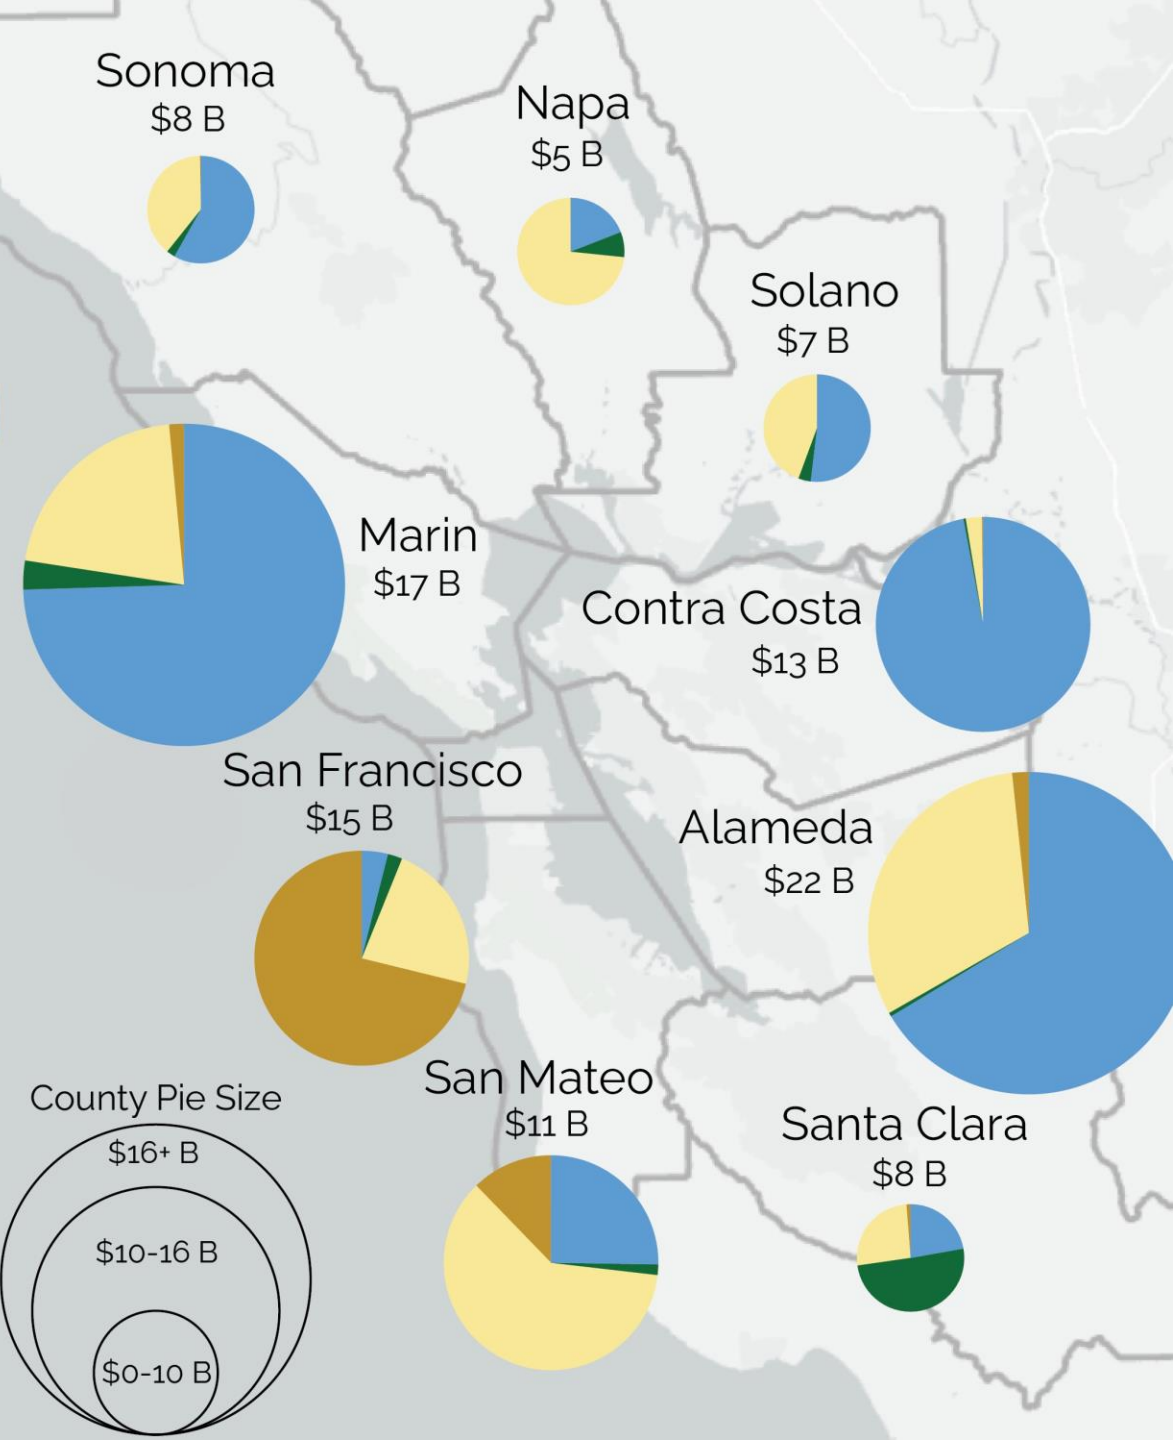 Sonoma
$8 B
Napa
$5 B
Solano
$7 B
Marin
$17 B
Contra Costa
$13 B
San Francisco
$15 B
Alameda
$22 B
San Mateo
$11 B
Santa Clara
$8 B
County Pie Size
$16+ B
$10-16 B
$0-10 B